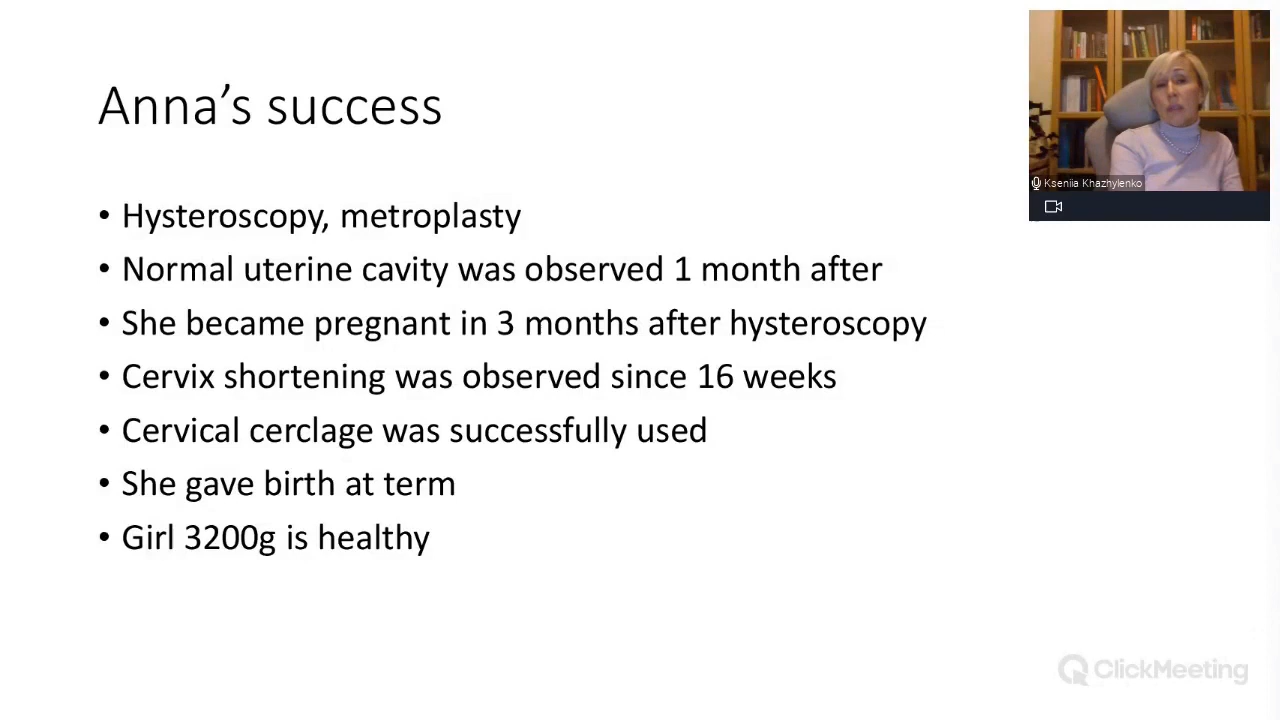 Anna’s success
• Hysteroscopy, metroplasty
• Normal uterine cavity was observed 1 month after
• She became pregnant in 3 months after hysteroscopy
• Cervix shortening was observed since 16 weeks
• Cervical cerclage was successfully used
• She gave birth at term
• Girl 3200g is healthy
Kseniia Khazhylenko
ClickMeeting